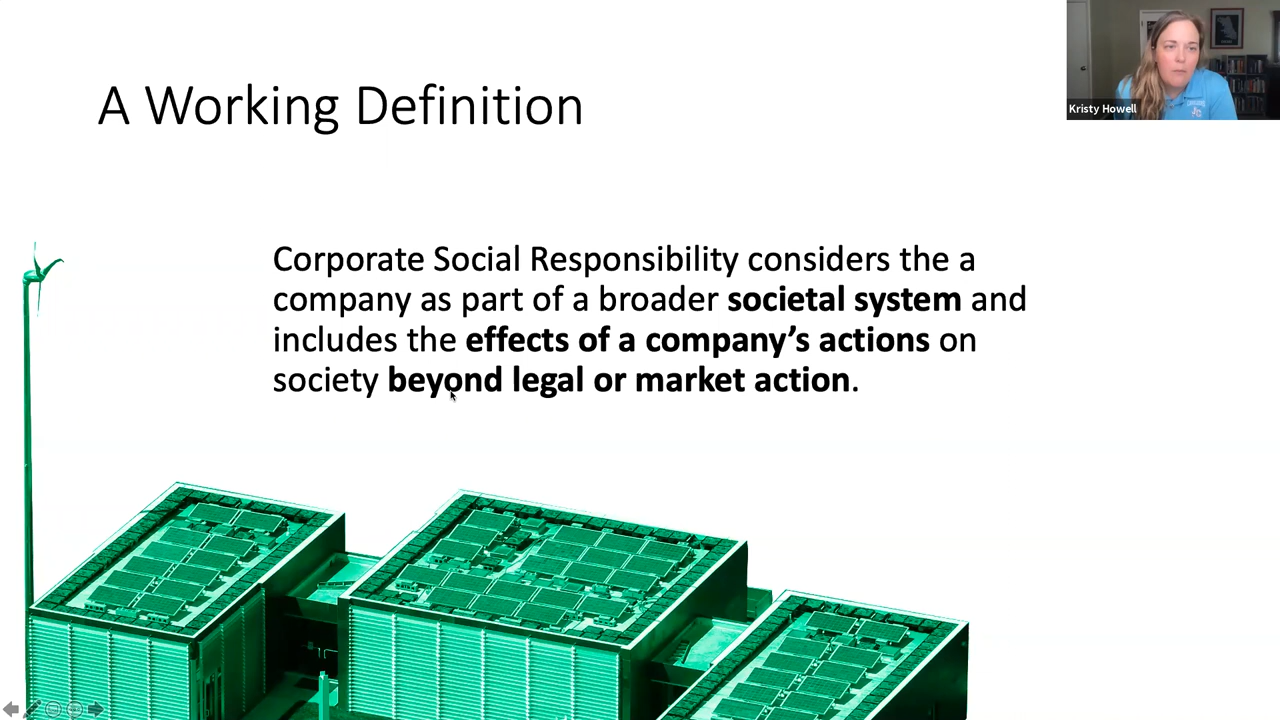 A Working Definition
Kristy Howell
Corporate Social Responsibility considers the a
company as part of a broader societal system and
includes the effects of a company’s actions on
society beyond legal or market action.